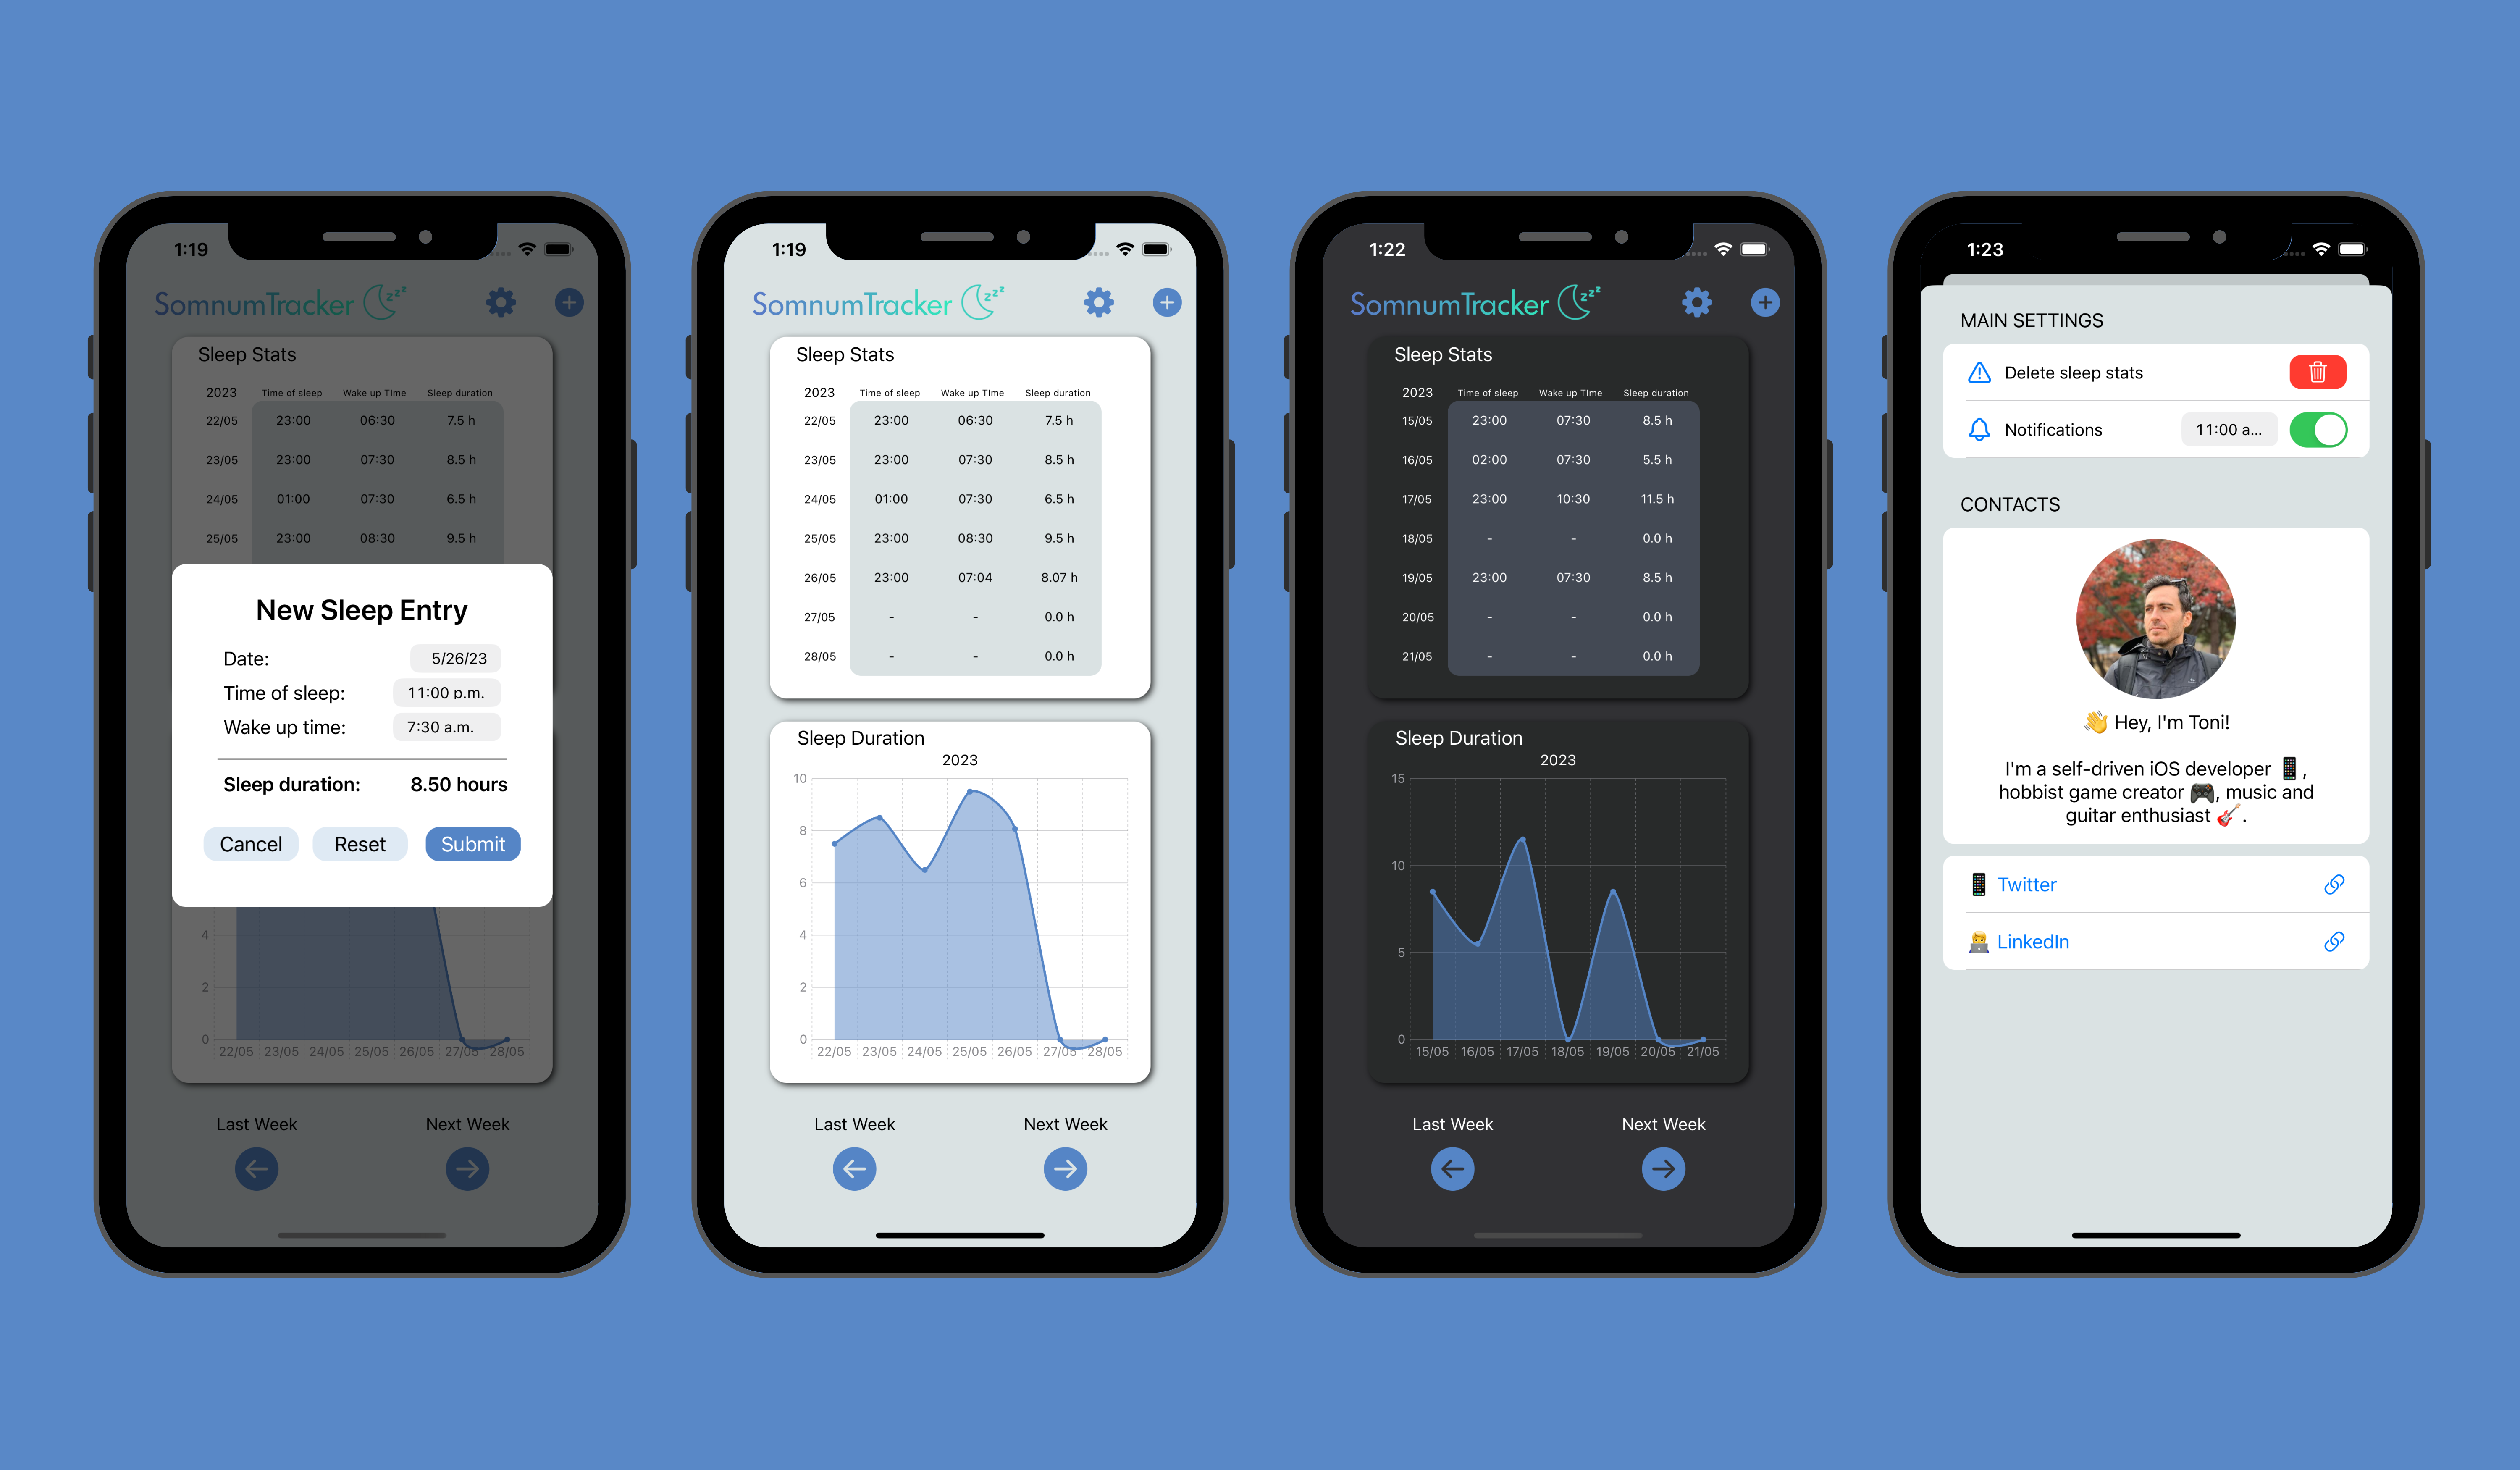 1:19
SomnumTracker zzz
Sleep Stats
2023 Time of sleep Wake up TIme Sleep duration
22/05 23:00 06:30 7.5 h
23/05 23:00 07:30 8.5 h
24/05 01:00 07:30 6.5 h
25/05 23:00 08:30 9.5 h
New Sleep Entry
Date: 5/26/23
Time of sleep: 11:00 p.m.
Wake up time: 7:30 a.m.
Sleep duration: 8.50 hours
Cancel Reset Submit
4
2
0
22/05 23/05 24/05 25/05 26/05 27/05 28/05
Last Week Next Week
1:19
SomnumTracker zzz
Sleep Stats
2023 Time of sleep Wake up TIme Sleep duration
22/05 23:00 06:30 7.5 h
23/05 23:00 07:30 8.5 h
24/05 01:00 07:30 6.5 h
25/05 23:00 08:30 9.5 h
26/05 23:00 07:04 8.07 h
27/05 - - 0.0 h
28/05 - - 0.0 h
Sleep Duration
2023
10
8
6
4
2
0
22/05 23/05 24/05 25/05 26/05 27/05 28/05
Last Week Next Week
1:22
SomnumTracker zzz
Sleep Stats
2023 Time of sleep Wake up TIme Sleep duration
15/05 23:00 07:30 8.5 h
16/05 02:00 07:30 5.5 h
17/05 23:00 10:30 11.5 h
18/05 - - 0.0 h
19/05 23:00 07:30 8.5 h
20/05 - - 0.0 h
21/05 - - 0.0 h
Sleep Duration
2023
15
10
5
0
15/05 16/05 17/05 18/05 19/05 20/05 21/05
Last Week Next Week
1:23
MAIN SETTINGS
Delete sleep stats
Notifications 11:00 a...
CONTACTS
👋 Hey, I'm Toni!
I'm a self-driven iOS developer 📱,
hobbist game creator 🎮, music and
guitar enthusiast 🎸.
📱 Twitter
🧑‍💻 LinkedIn